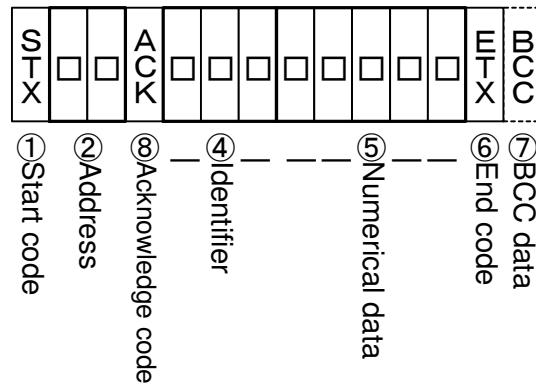 STX □ □ ACK □ □ □ □ □ □ □ □ ETX BCC
①Start code
②Address
⑧Acknowledge code
④Identifier
⑤Numerical data
⑥End code
⑦BCC data